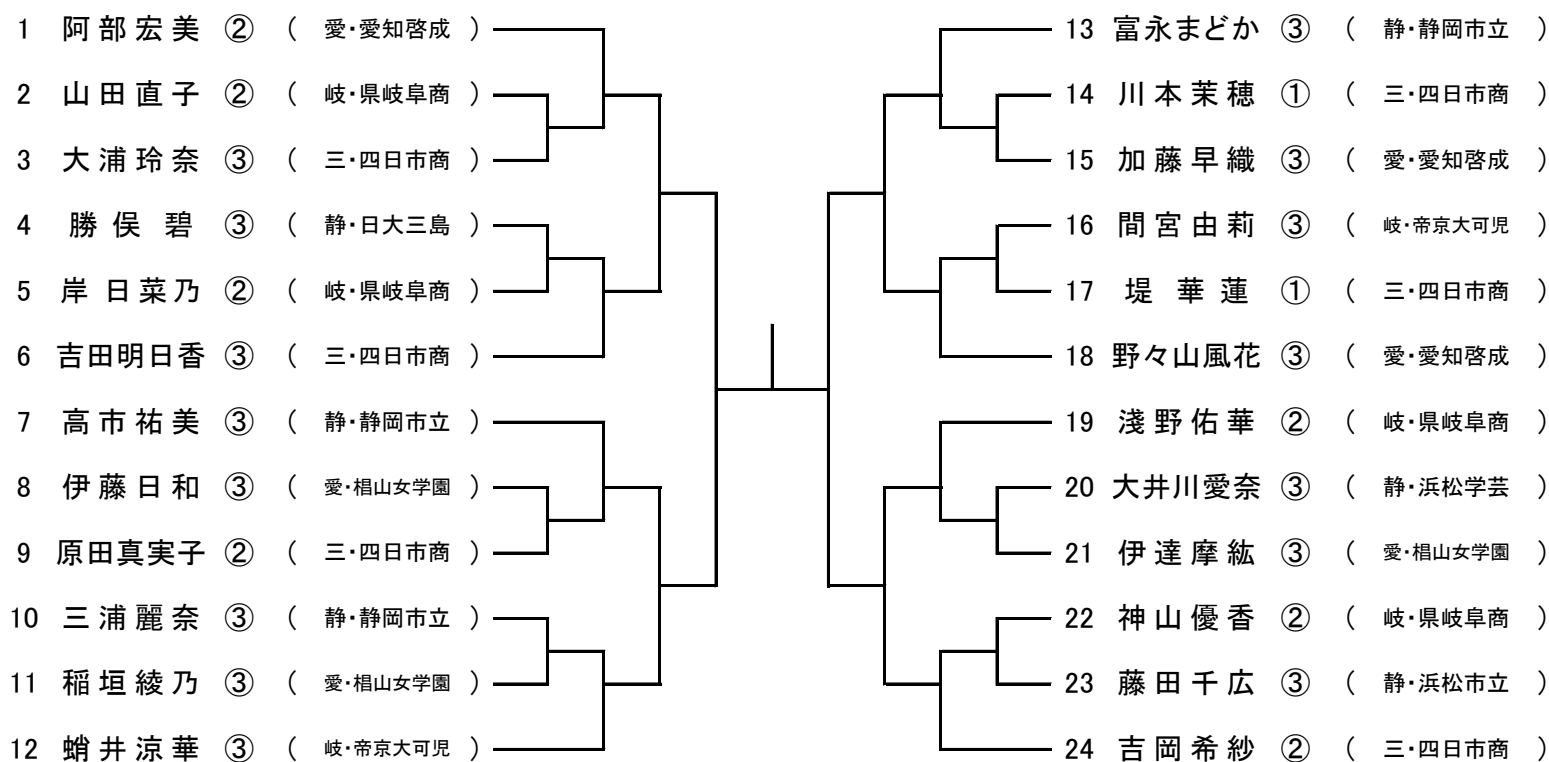 1 阿部宏美 ② （ 愛・愛知啓成 ）
2 山田直子 ② （ 岐・県岐阜商 ）
3 大浦玲奈 ③ （ 三・四日市商 ）
4 勝俣碧 ③ （ 静・日大三島 ）
5 岸日菜乃 ② （ 岐・県岐阜商 ）
6 吉田明日香 ③ （ 三・四日市商 ）
7 高市祐美 ③ （ 静・静岡市立 ）
8 伊藤日和 ③ （ 愛・椙山女学園 ）
9 原田真実子 ② （ 三・四日市商 ）
10 三浦麗奈 ③ （ 静・静岡市立 ）
11 稲垣綾乃 ③ （ 愛・椙山女学園 ）
12 蛸井涼華 ③ （ 岐・帝京大可児 ）
13 富永まどか ③ （ 静・静岡市立 ）
14 川本茉穂 ① （ 三・四日市商 ）
15 加藤早織 ③ （ 愛・愛知啓成 ）
16 間宮由莉 ③ （ 岐・帝京大可児 ）
17 堤華蓮 ① （ 三・四日市商 ）
18 野々山風花 ③ （ 愛・愛知啓成 ）
19 淺野佑華 ② （ 岐・県岐阜商 ）
20 大井川愛奈 ③ （ 静・浜松学芸 ）
21 伊達摩紘 ③ （ 愛・椙山女学園 ）
22 神山優香 ② （ 岐・県岐阜商 ）
23 藤田千広 ③ （ 静・浜松市立 ）
24 吉岡希紗 ② （ 三・四日市商 ）